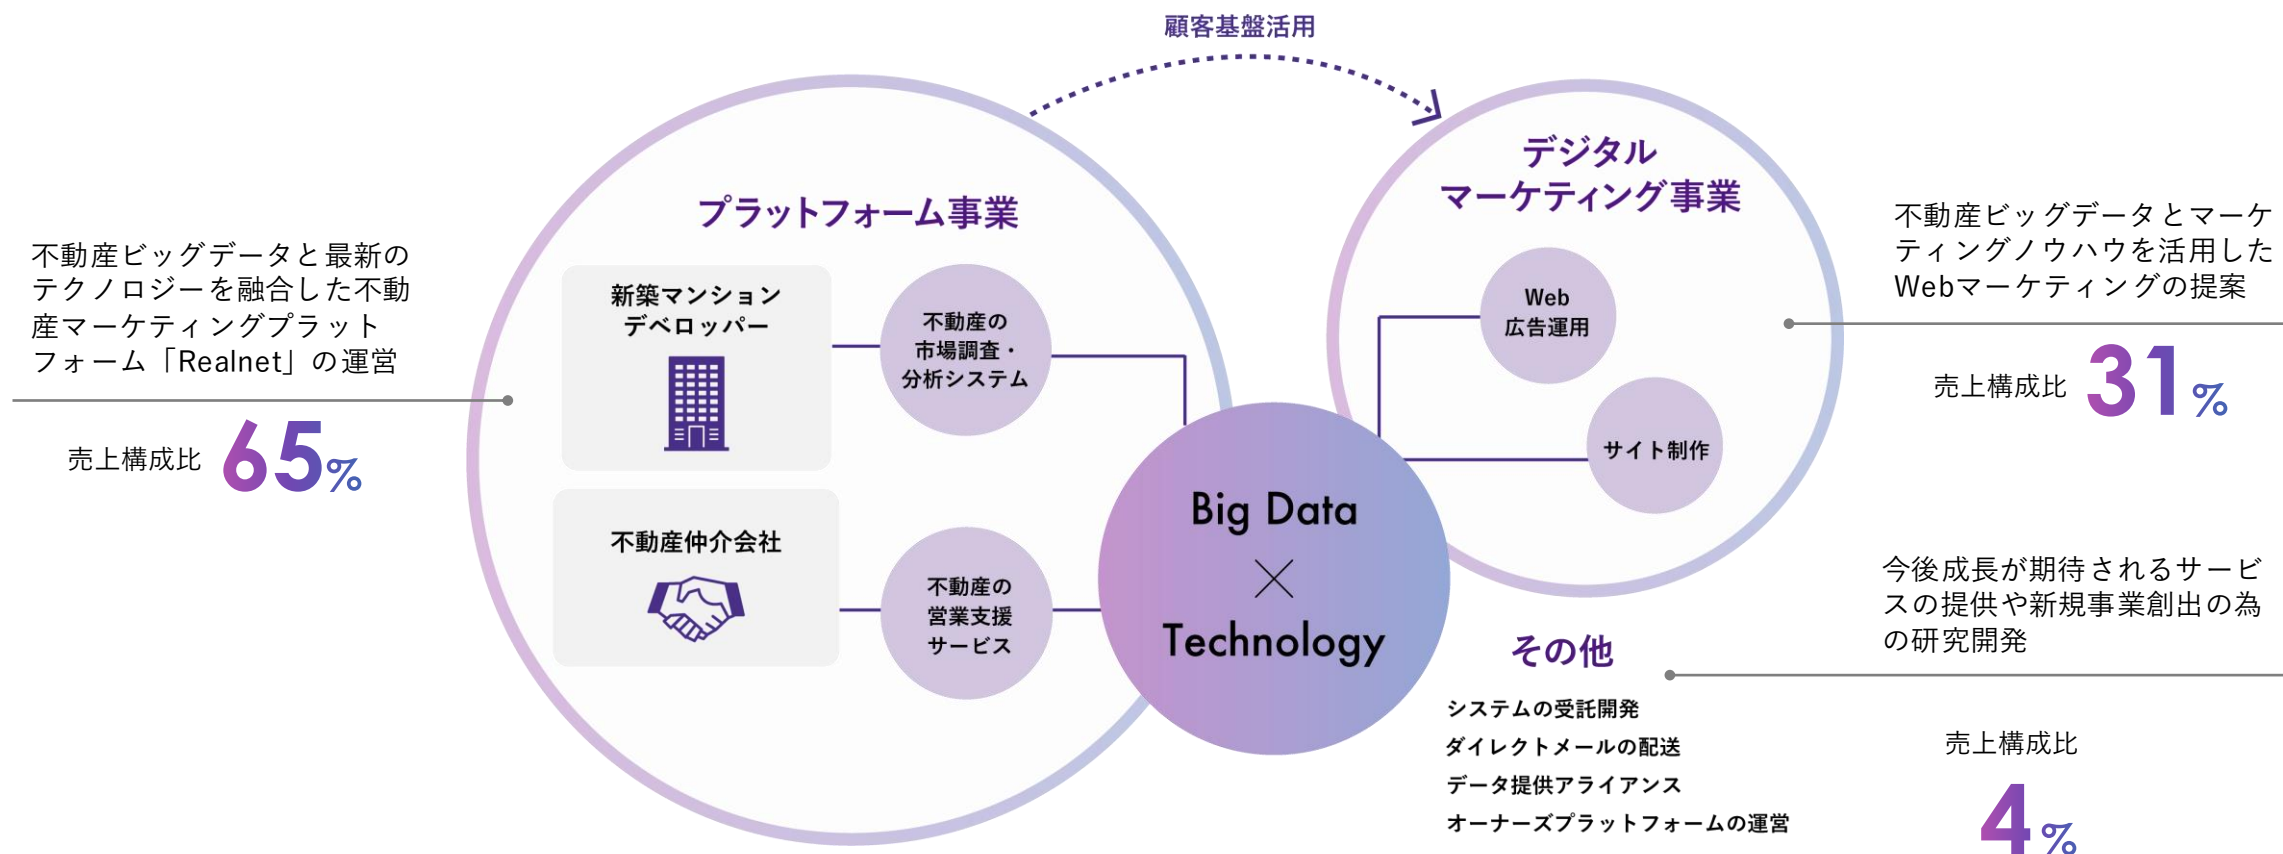 顧客基盤活用
不動産ビッグデータと最新の
テクノロジーを融合した不動
産マーケティングプラット
フォーム「Realnet」の運営
売上構成比 65%
プラットフォーム事業
新築マンション
デベロッパー
不動産の
市場調査・
分析システム
不動産仲介会社
不動産の
営業支援
サービス
Big Data
×
Technology
デジタル
マーケティング事業
Web
広告運用
サイト制作
不動産ビッグデータとマーケ
ティングノウハウを活用した
Webマーケティングの提案
売上構成比 31%
その他
システムの受託開発
ダイレクトメールの配送
データ提供アライアンス
オーナーズプラットフォームの運営
今後成長が期待されるサービ
スの提供や新規事業創出の為
の研究開発
売上構成比
4%